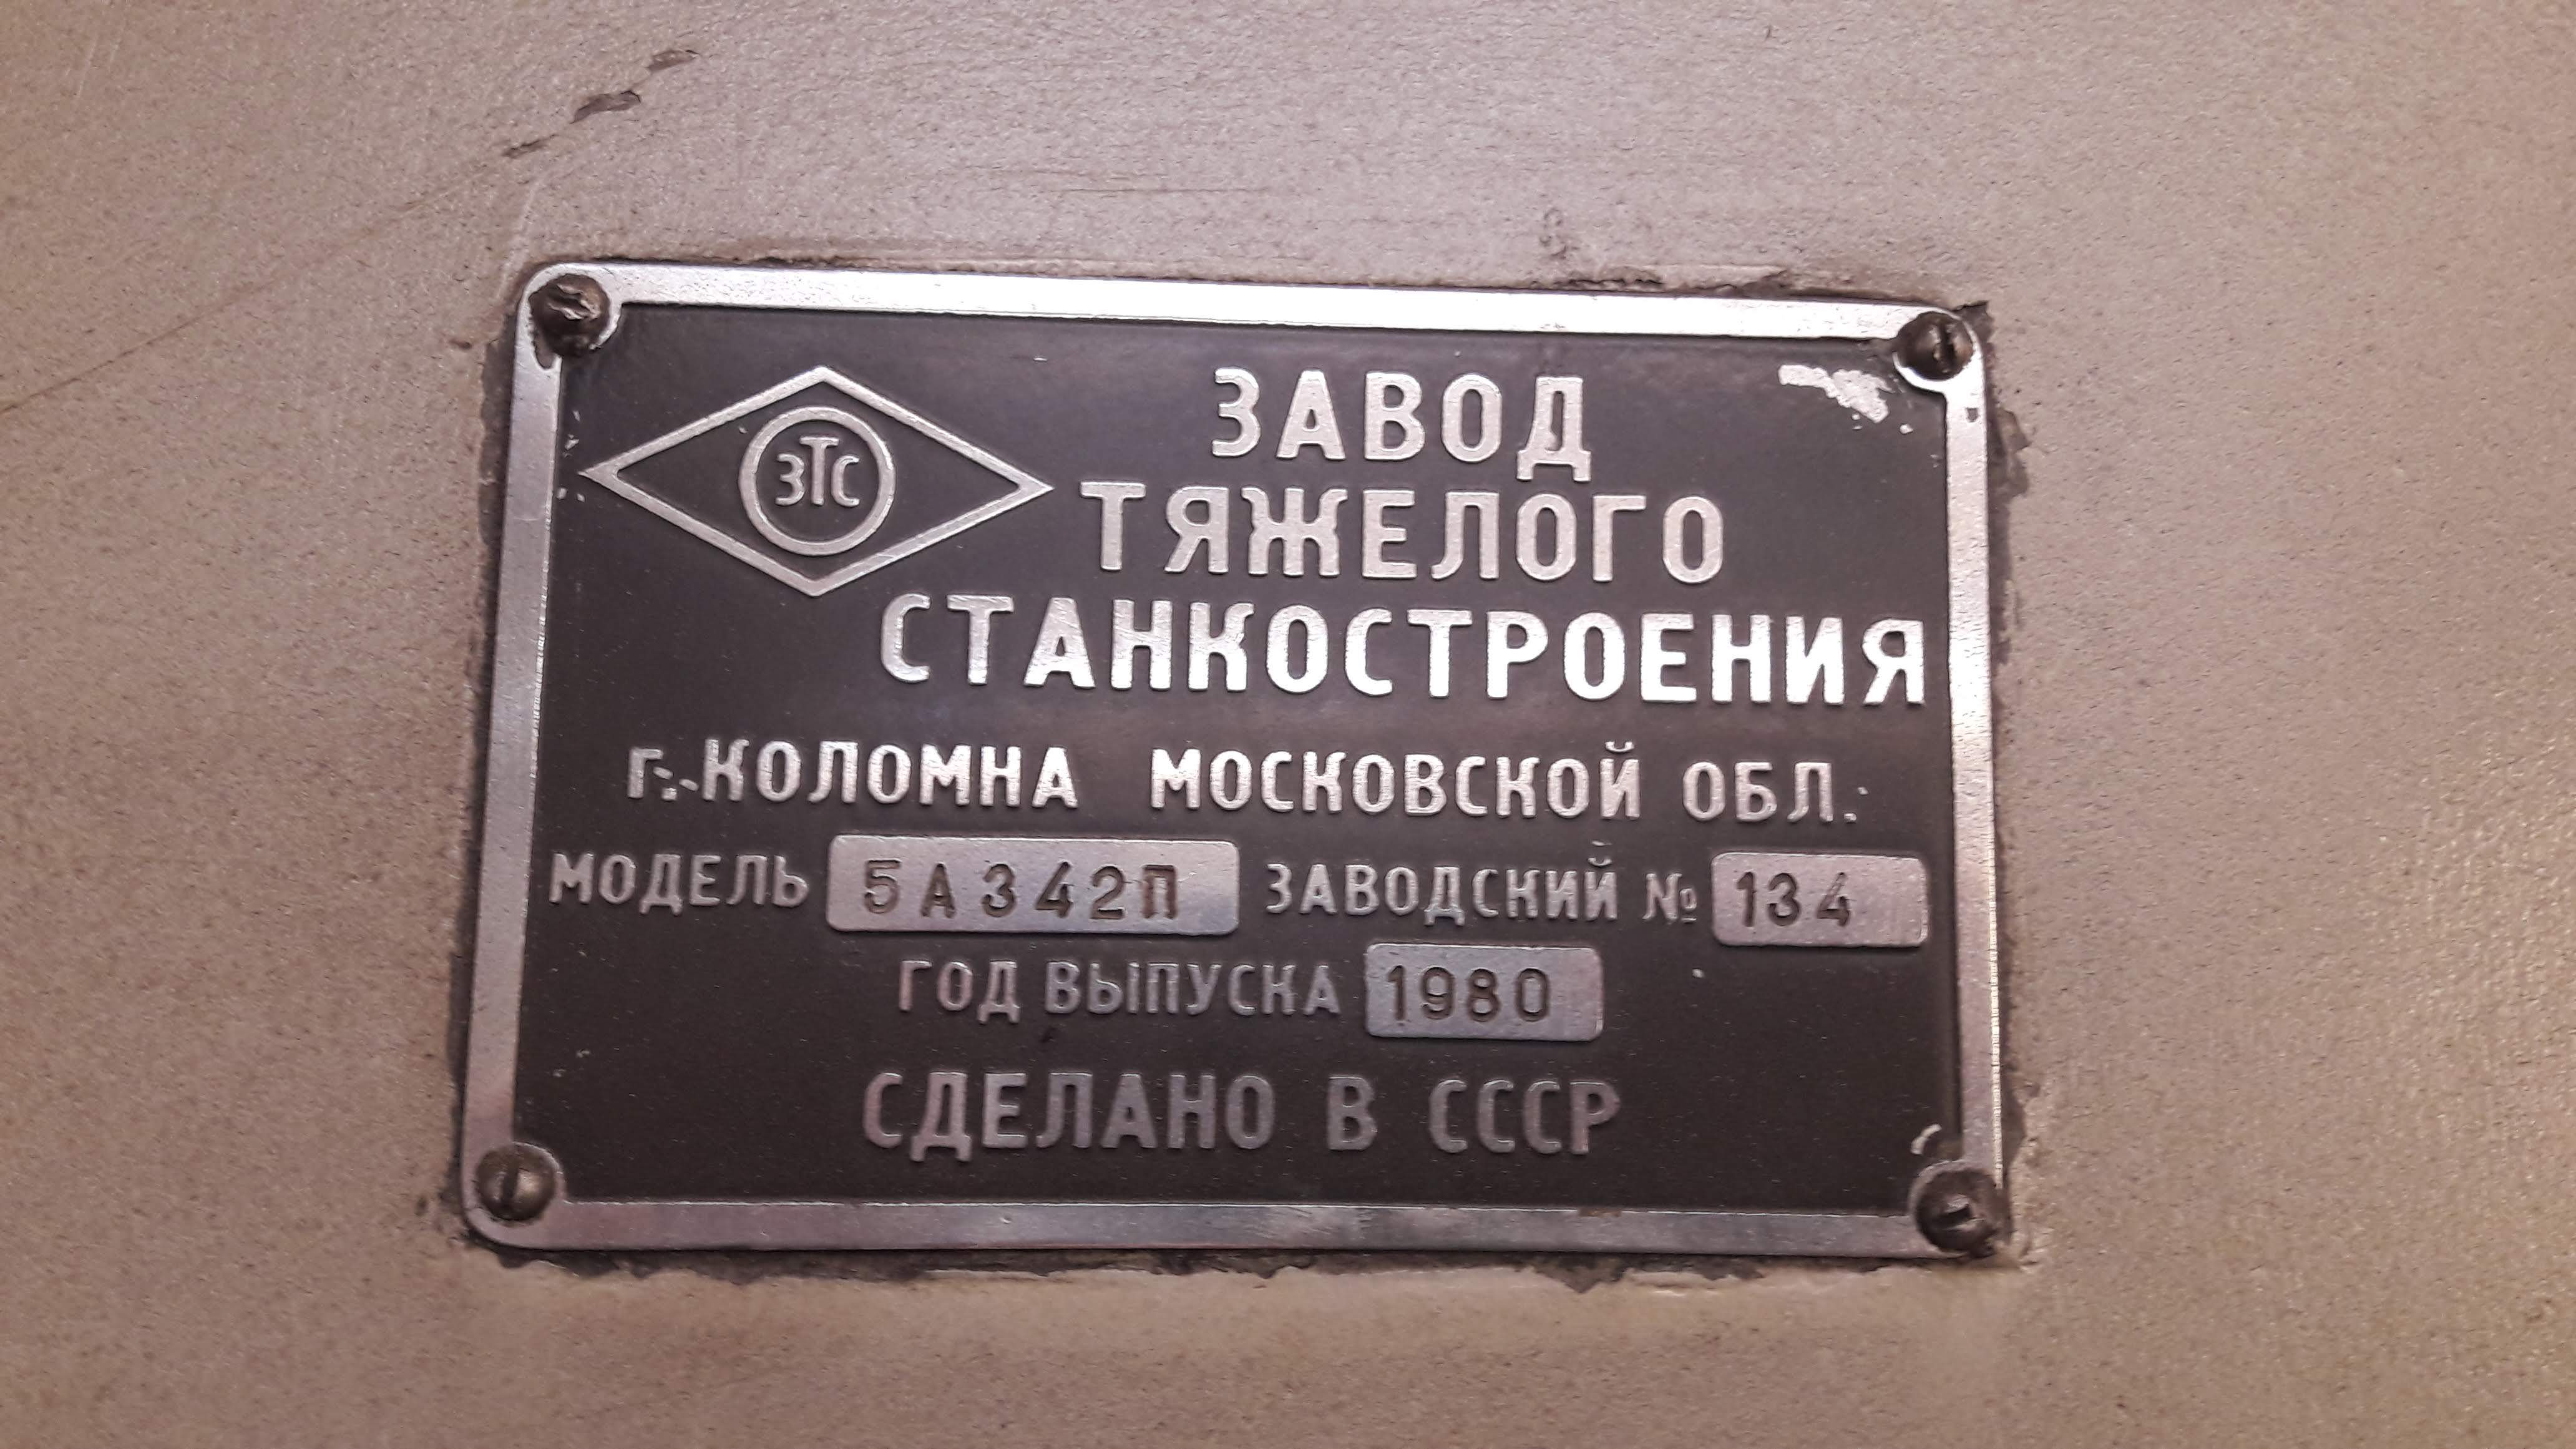 ЗТС
ЗАВОД
ТЯЖЕЛОГО
СТАНКОСТРОЕНИЯ
г. КОЛОМНА МОСКОВСКОЙ ОБЛ.
МОДЕЛЬ 5А342П ЗАВОДСКИЙ № 134
ГОД ВЫПУСКА 1980
СДЕЛАНО В СССР